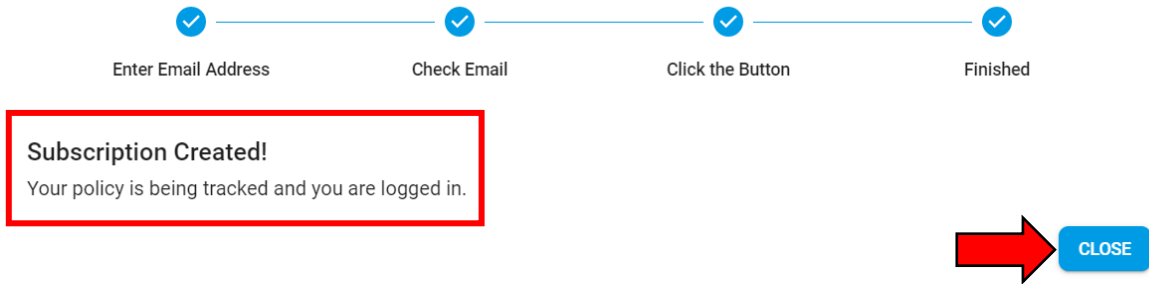 Enter Email Address
Check Email
Click the Button
Finished
Subscription Created!
Your policy is being tracked and you are logged in.
CLOSE